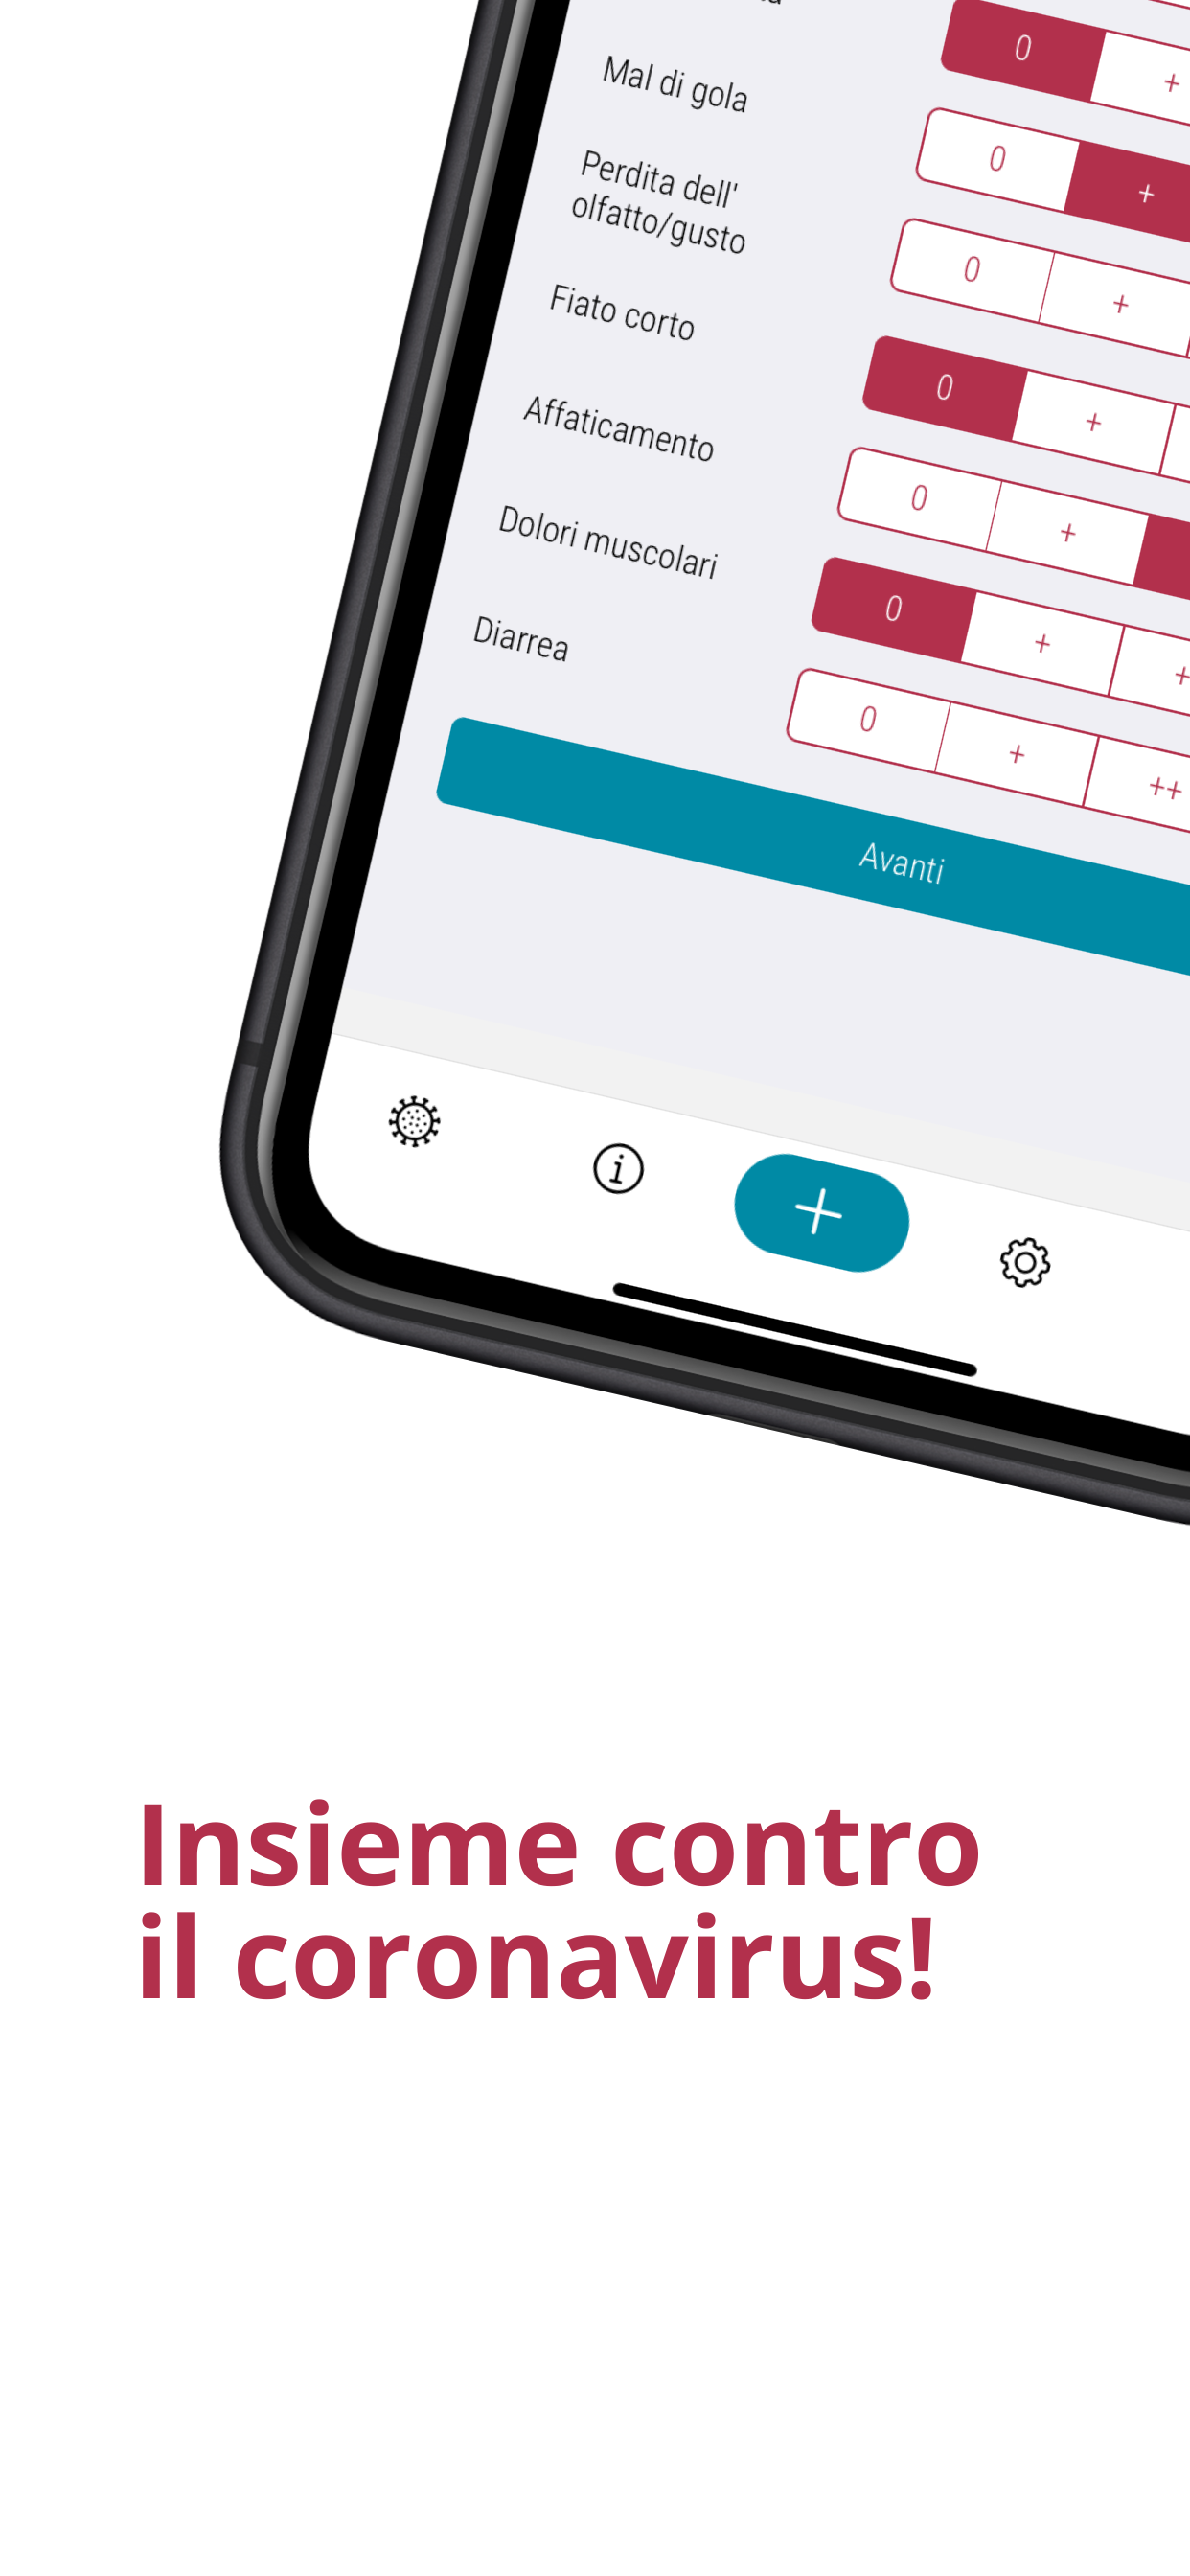 0 +
Mal di gola
0 +
Perdita dell'
olfatto/gusto
0 +
Fiato corto
0 +
Affaticamento
0 +
Dolori muscolari
0 +
Diarrea
0 + ++
Avanti
Insieme contro
il coronavirus!